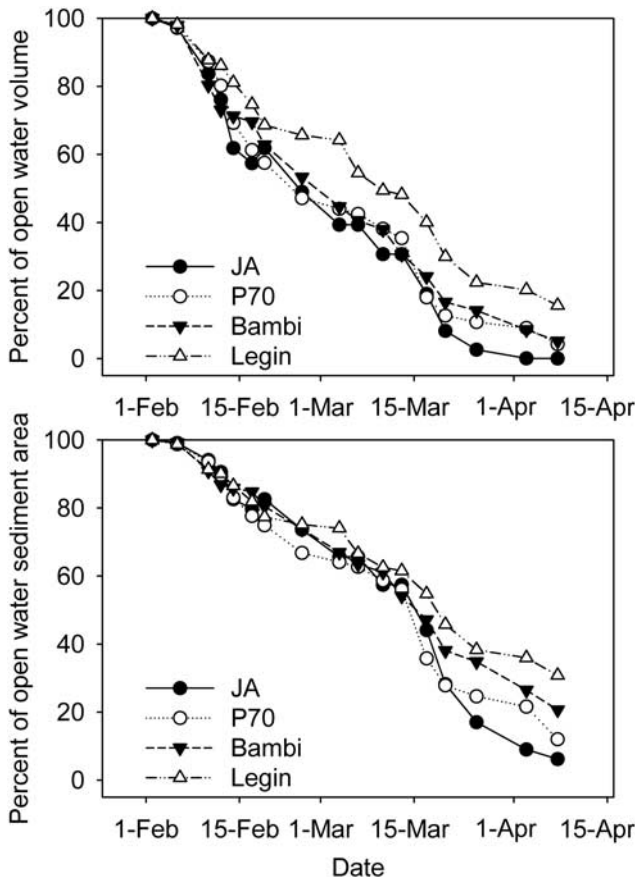 Percent of open water volume
100
80
60
40
20
0
JA
P70
Bambi
Legin
1-Feb 15-Feb 1-Mar 15-Mar 1-Apr 15-Apr
Percent of open water sediment area
100
80
60
40
20
0
JA
P70
Bambi
Legin
1-Feb 15-Feb 1-Mar 15-Mar 1-Apr 15-Apr
Date